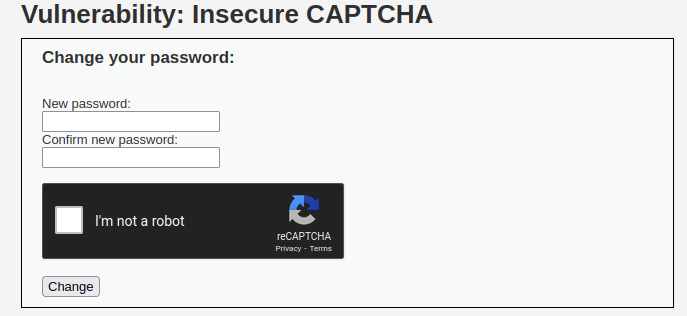 Vulnerability: Insecure CAPTCHA
Change your password:
New password:
Confirm new password:
I'm not a robot
reCAPTCHA
Privacy - Terms
Change